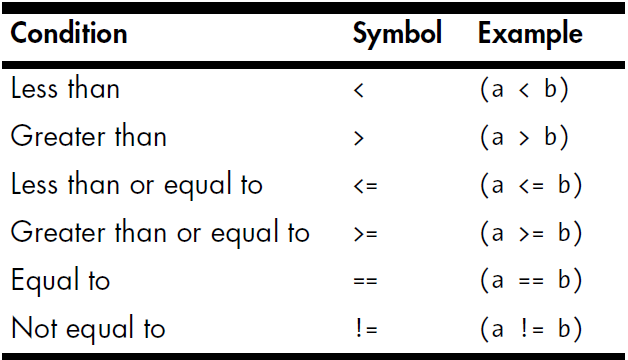 Condition Symbol Example
Less than < (a < b)
Greater than > (a > b)
Less than or equal to <= (a <= b)
Greater than or equal to >= (a >= b)
Equal to == (a == b)
Not equal to != (a != b)